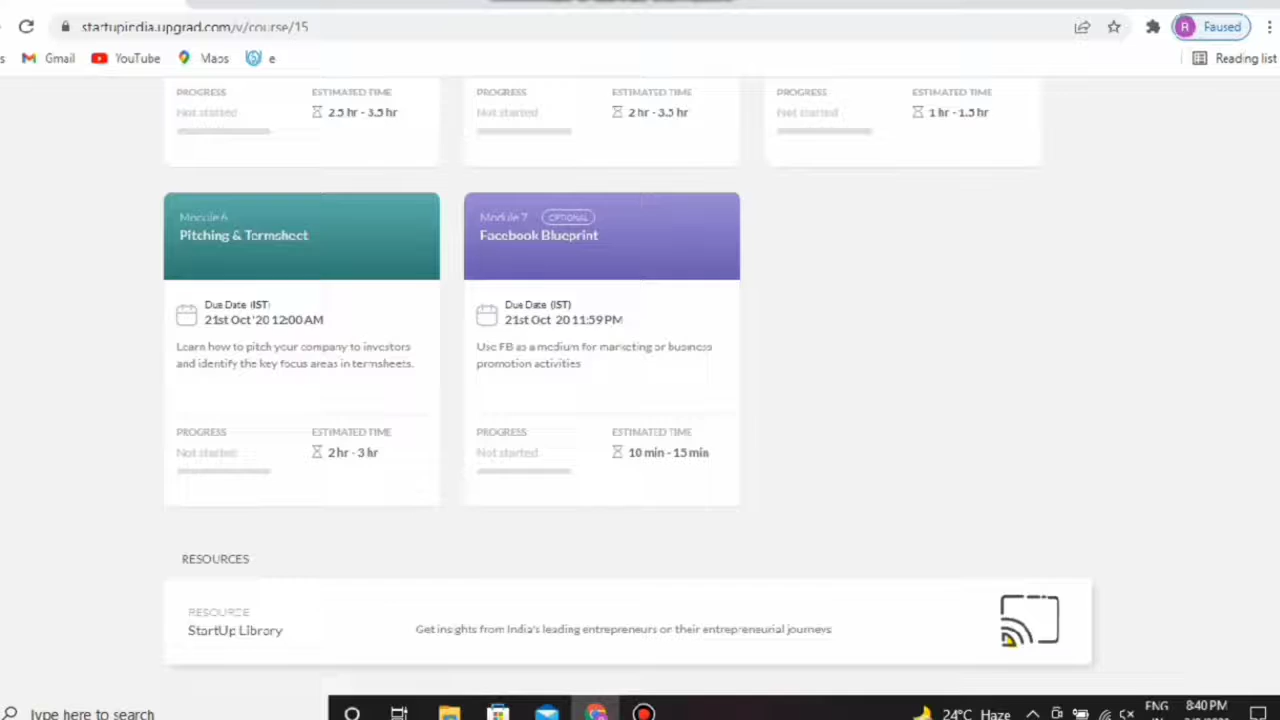 startupindia.upgrad.com/v/course/15
Paused
s Gmail YouTube Maps e Reading list
PROGRESS ESTIMATED TIME PROGRESS ESTIMATED TIME PROGRESS ESTIMATED TIME
Not started 2.5 hr - 3.5 hr Not started 2 hr - 3.5 hr Not started 1 hr - 1.5 hr
Module 6 Module 7 OPTIONAL
Pitching & Termsheet Facebook Blueprint
Due Date (IST) Due Date (IST)
21st Oct '20 12:00 AM 21st Oct 20 11:59 PM
Learn how to pitch your company to investors Use FB as a medium for marketing or business
and identify the key focus areas in termsheets. promotion activities
PROGRESS ESTIMATED TIME PROGRESS ESTIMATED TIME
Not started 2 hr - 3 hr Not started 10 min - 15 min
RESOURCES
RESOURCE
StartUp Library Get insights from India's leading entrepreneurs on their entrepreneurial journeys
Type here to search 24°C Haze ENG 8:40 PM